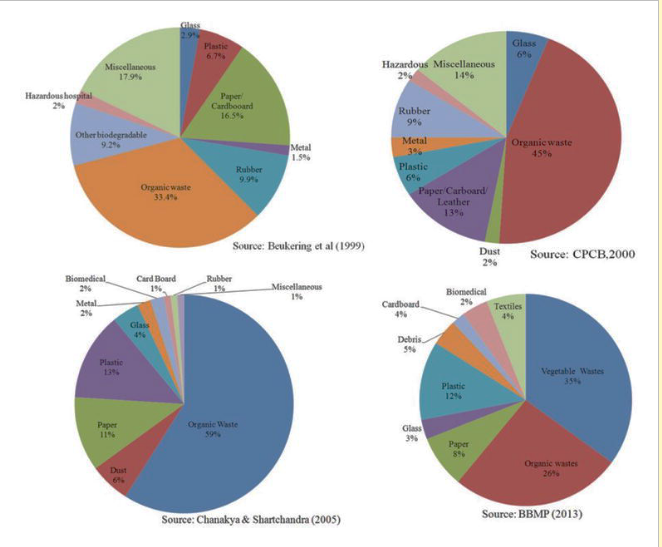 Glass
2.9%
Plastic
6.7%
Paper/
Cardbooard
16.5%
Metal
1.5%
Rubber
9.9%
Organic waste
33.4%
Other biodegradable
9.2%
Hazardous hospital
2%
Miscellaneous
17.9%
Source: Beukering et al (1999)
Glass
6%
Organic waste
45%
Dust
2%
Paper/Carboard/
Leather
13%
Plastic
6%
Metal
3%
Rubber
9%
Hazardous
2%
Miscellaneous
14%
Source: CPCB,2000
Biomedical
2%
Card Board
1%
Rubber
1%
Miscellaneous
1%
Metal
2%
Glass
4%
Plastic
13%
Paper
11%
Dust
6%
Organic Waste
59%
Source: Chanakya & Shartchandra (2005)
Biomedical
2%
Textiles
4%
Cardboard
4%
Debris
5%
Plastic
12%
Glass
3%
Paper
8%
Organic wastes
26%
Vegetable Wastes
35%
Source: BBMP (2013)